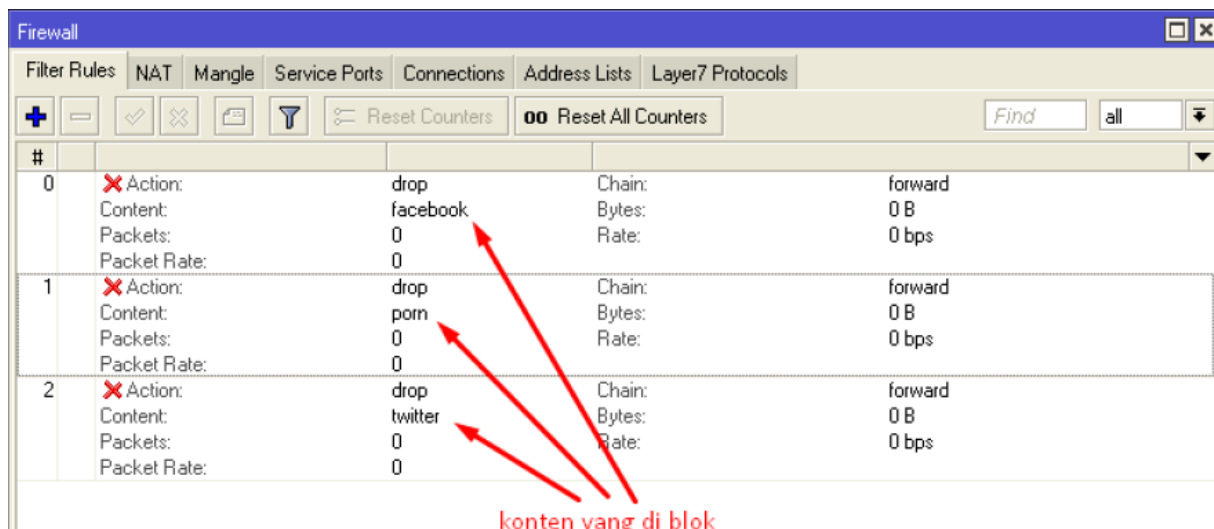 Firewall
Filter Rules NAT Mangle Service Ports Connections Address Lists Layer7 Protocols
Reset Counters 00 Reset All Counters Find all
#
0 Action: drop Chain: forward
Content: facebook Bytes: 0 B
Packets: 0 Rate: 0 bps
Packet Rate: 0
1 Action: drop Chain: forward
Content: porn Bytes: 0 B
Packets: 0 Rate: 0 bps
Packet Rate: 0
2 Action: drop Chain: forward
Content: twitter Bytes: 0 B
Packets: 0 Rate: 0 bps
Packet Rate: 0
konten yang di blok